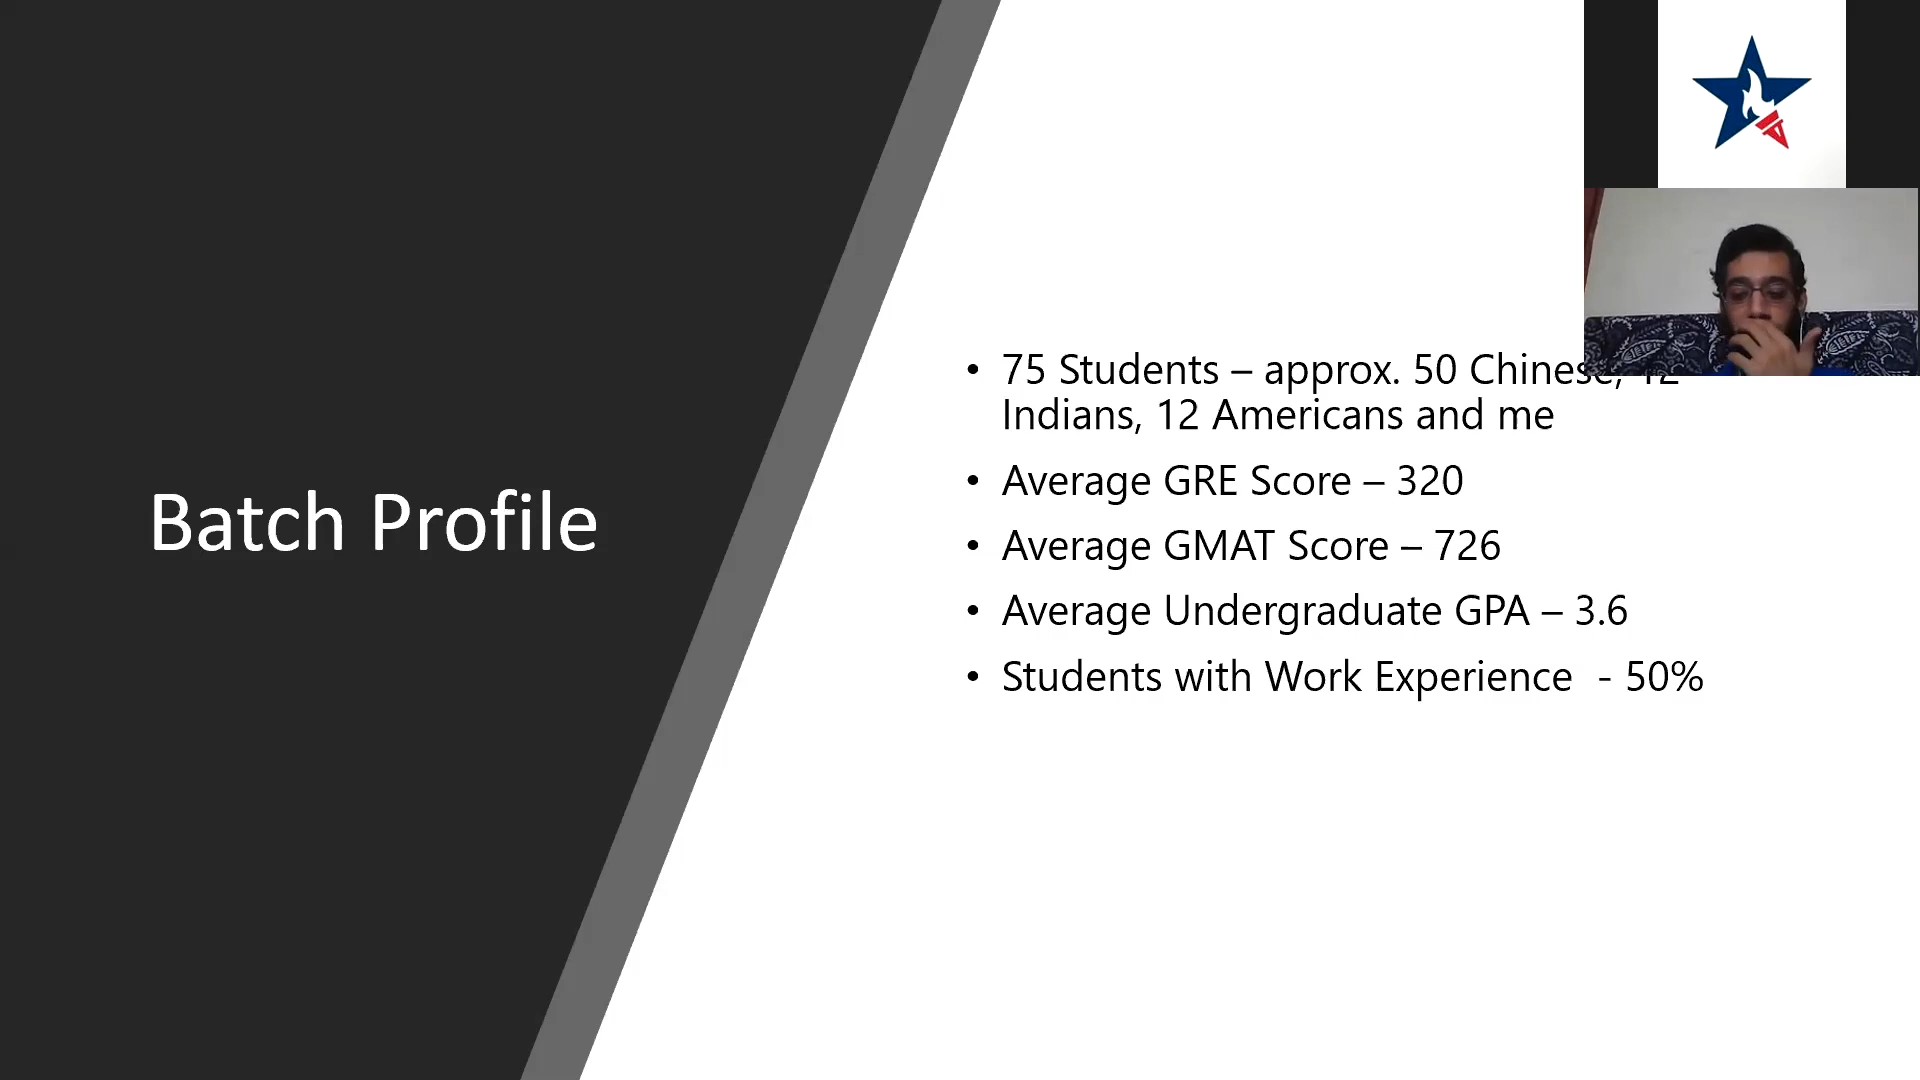 Batch Profile
• 75 Students – approx. 50 Chinese, 12
Indians, 12 Americans and me
• Average GRE Score – 320
• Average GMAT Score – 726
• Average Undergraduate GPA – 3.6
• Students with Work Experience  - 50%